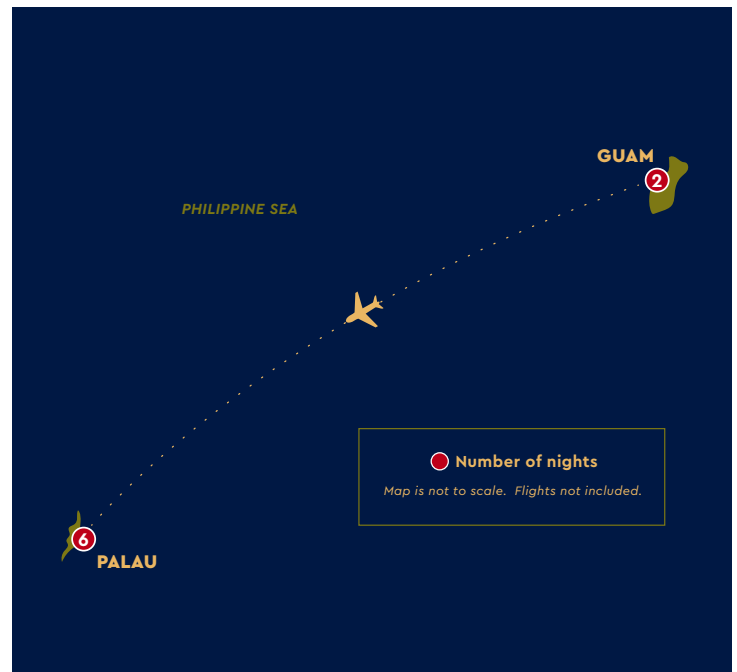 GUAM
2
PHILIPPINE SEA
Number of nights
Map is not to scale.  Flights not included.
6
PALAU